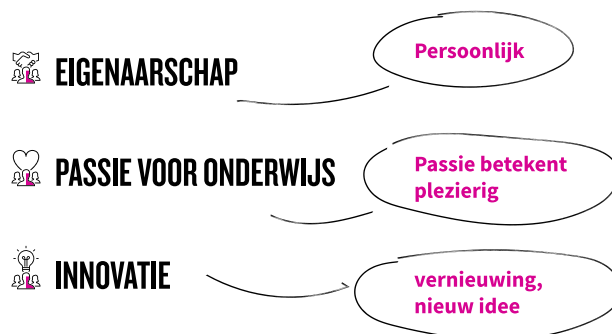 EIGENAARSCHAP
Persoonlijk
PASSIE VOOR ONDERWIJS
Passie betekent
plezierig
INNOVATIE
vernieuwing,
nieuw idee